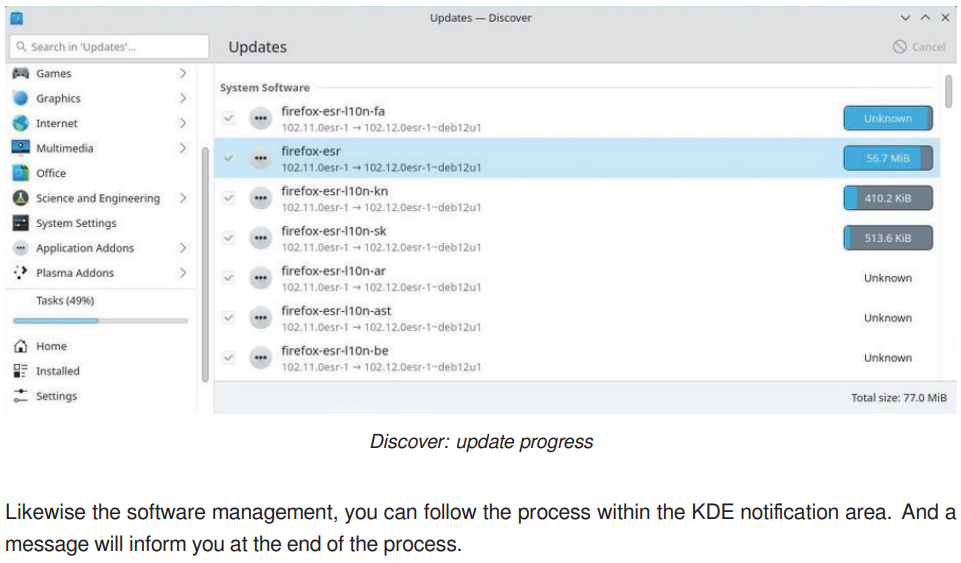 Updates — Discover
Search in 'Updates'...
Updates
Cancel
Games
Graphics
Internet
Multimedia
Office
Science and Engineering
System Settings
Application Addons
Plasma Addons
Tasks (49%)
Home
Installed
Settings
System Software
firefox-esr-l10n-fa
102.11.0esr-1 → 102.12.0esr-1~deb12u1
Unknown
firefox-esr
102.11.0esr-1 → 102.12.0esr-1~deb12u1
56.7 MiB
firefox-esr-l10n-kn
102.11.0esr-1 → 102.12.0esr-1~deb12u1
410.2 KiB
firefox-esr-l10n-sk
102.11.0esr-1 → 102.12.0esr-1~deb12u1
513.6 KiB
firefox-esr-l10n-ar
102.11.0esr-1 → 102.12.0esr-1~deb12u1
Unknown
firefox-esr-l10n-ast
102.11.0esr-1 → 102.12.0esr-1~deb12u1
Unknown
firefox-esr-l10n-be
102.11.0esr-1 → 102.12.0esr-1~deb12u1
Unknown
Total size: 77.0 MiB
Discover: update progress
Likewise the software management, you can follow the process within the KDE notification area. And a
message will inform you at the end of the process.